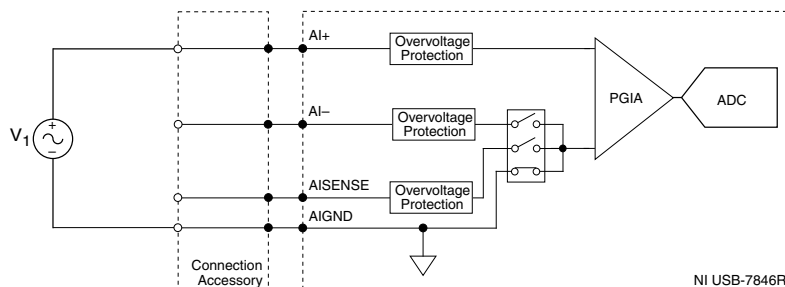 AI+
Overvoltage
Protection
PGIA
ADC
AI–
Overvoltage
Protection
V1
+
–
AISENSE
Overvoltage
Protection
AIGND
Connection
Accessory
NI USB-7846R